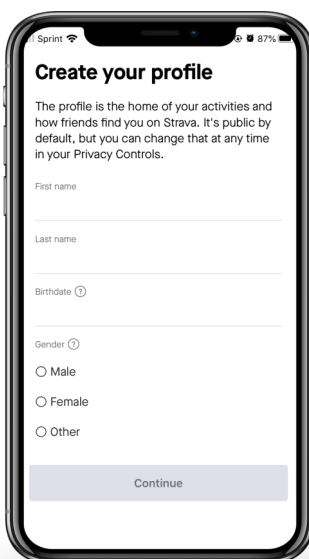 Sprint 87%
Create your profile
The profile is the home of your activities and
how friends find you on Strava. It's public by
default, but you can change that at any time
in your Privacy Controls.
First name
Last name
Birthdate ?
Gender ?
Male
Female
Other
Continue